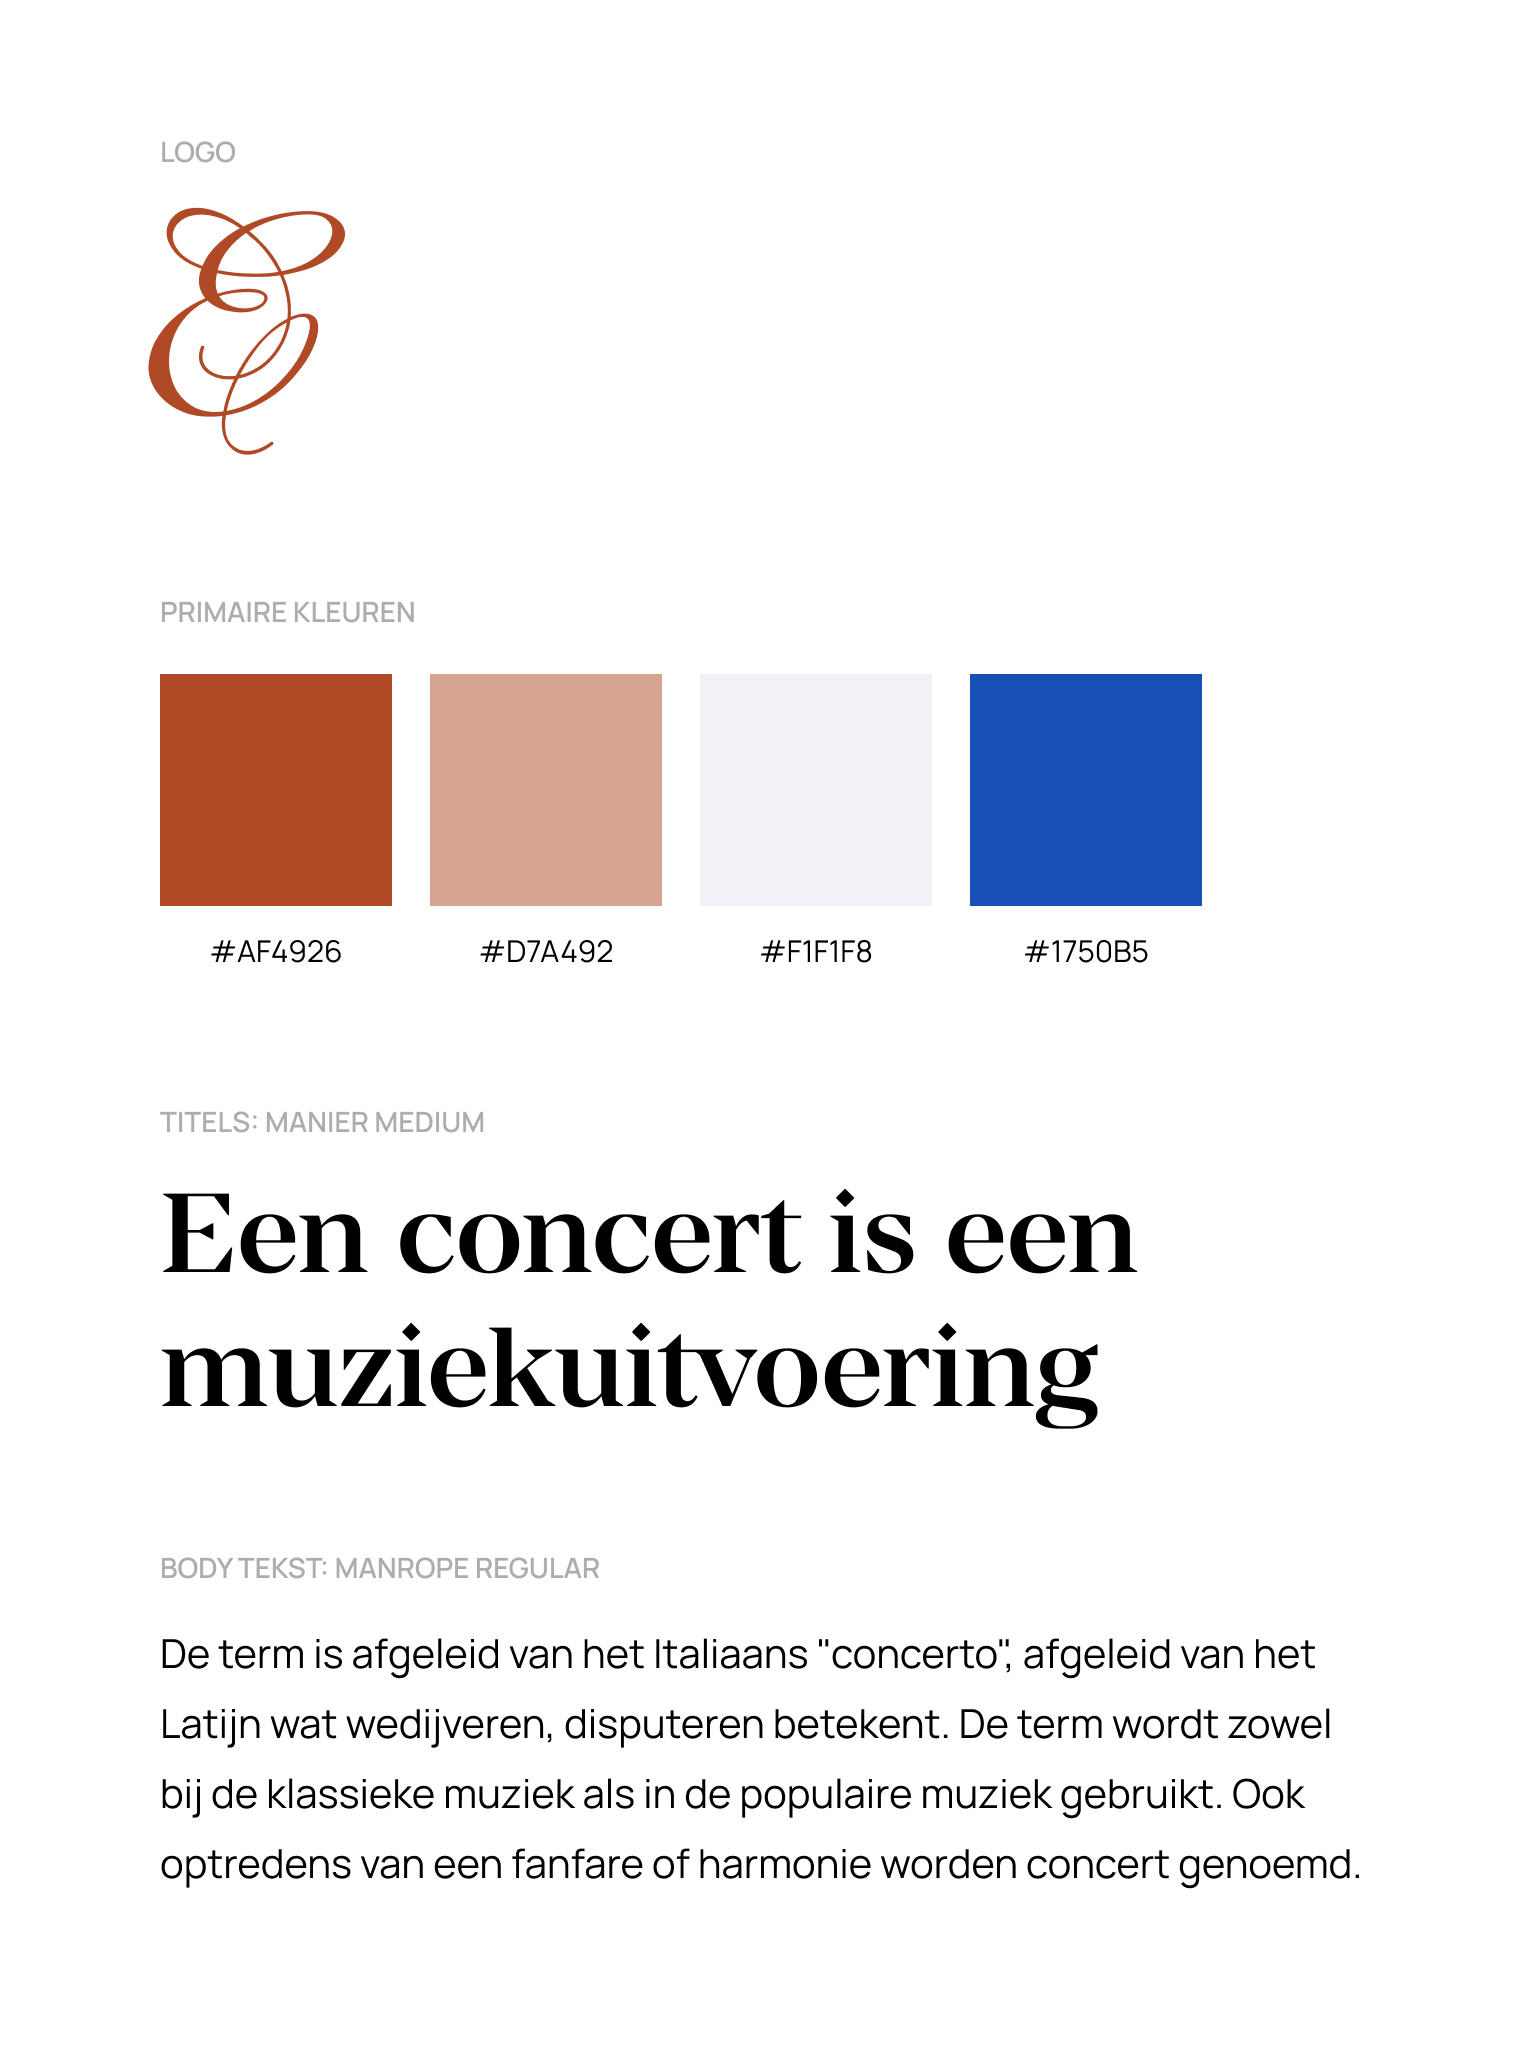 LOGO
E
PRIMAIRE KLEUREN
#AF4926 #D7A492 #F1F1F8 #1750B5
TITELS: MANIER MEDIUM
Een concert is een
muziekuitvoering
BODY TEKST: MANROPE REGULAR
De term is afgeleid van het Italiaans "concerto", afgeleid van het
Latijn wat wedijveren, disputeren betekent. De term wordt zowel
bij de klassieke muziek als in de populaire muziek gebruikt. Ook
optredens van een fanfare of harmonie worden concert genoemd.